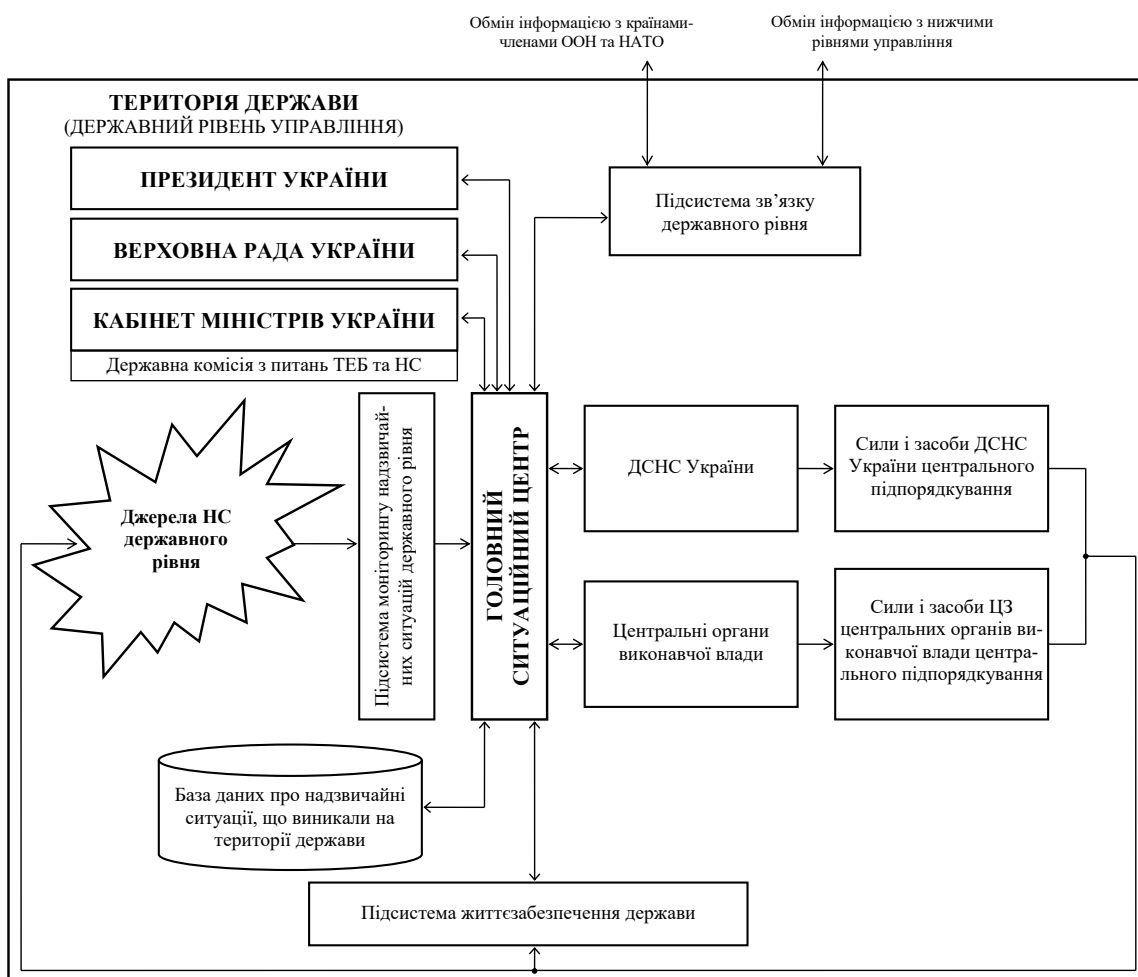 Обмін інформацією з країнами-
членами ООН та НАТО
Обмін інформацією з нижчими
рівнями управління
ТЕРИТОРІЯ ДЕРЖАВИ
(ДЕРЖАВНИЙ РІВЕНЬ УПРАВЛІННЯ)
ПРЕЗИДЕНТ УКРАЇНИ
ВЕРХОВНА РАДА УКРАЇНИ
КАБІНЕТ МІНІСТРІВ УКРАЇНИ
Державна комісія з питань ТЕБ та НС
Підсистема зв’язку
державного рівня
Джерела НС
державного
рівня
Підсистема моніторингу надзвичай-
них ситуацій державного рівня
ГОЛОВНИЙ
СИТУАЦІЙНИЙ ЦЕНТР
ДСНС України
Сили і засоби ДСНС
України центрального
підпорядкування
Центральні органи
виконавчої влади
Сили і засоби ЦЗ
центральних органів ви-
конавчої влади центра-
льного підпорядкування
База даних про надзвичайні
ситуації, що виникали на
території держави
Підсистема життєзабезпечення держави